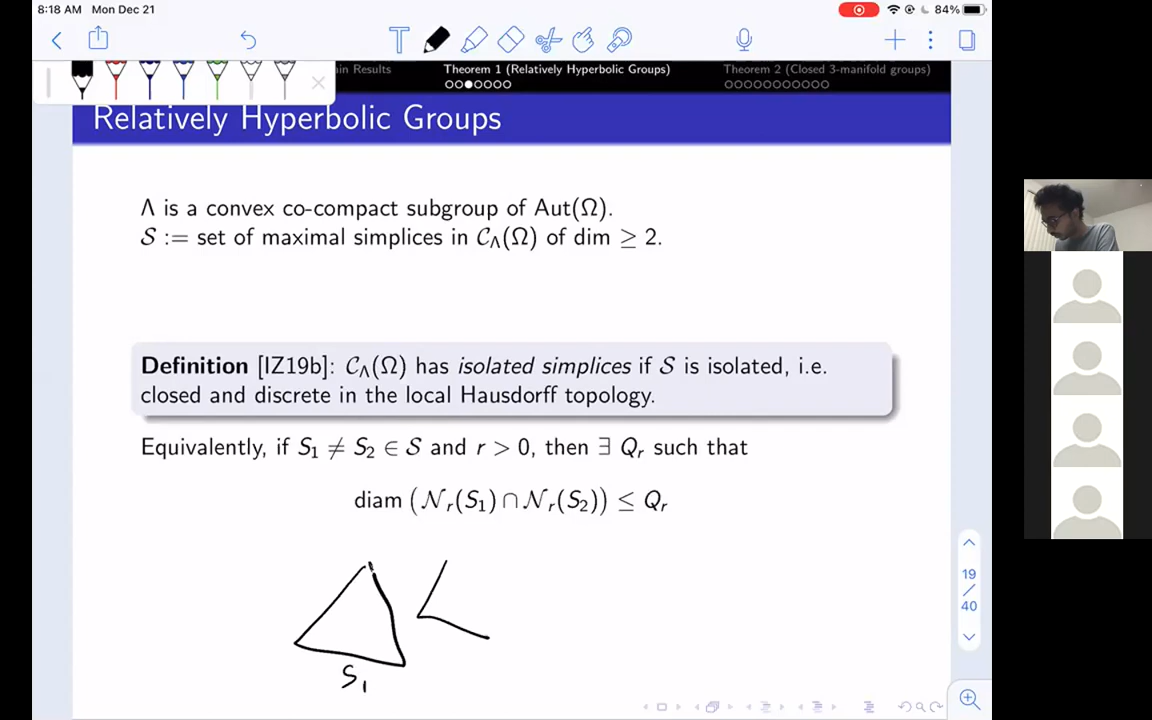 8:18 AM Mon Dec 21
84%
ain Results
Theorem 1 (Relatively Hyperbolic Groups)
Theorem 2 (Closed 3-manifold groups)
Relatively Hyperbolic Groups
Λ is a convex co-compact subgroup of Aut(Ω).
𝒮 := set of maximal simplices in 𝒞_Λ(Ω) of dim ≥ 2.
Definition [IZ19b]: 𝒞_Λ(Ω) has isolated simplices if 𝒮 is isolated, i.e.
closed and discrete in the local Hausdorff topology.
Equivalently, if S₁ ≠ S₂ ∈ 𝒮 and r > 0, then ∃ Q_r such that
diam (𝒩_r(S₁) ∩ 𝒩_r(S₂)) ≤ Q_r
S₁
19
/
40